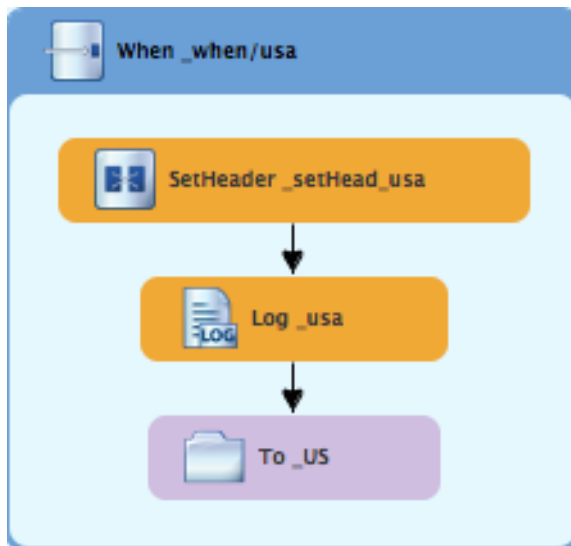 When _when/usa
SetHeader _setHead_usa
Log _usa
LOG
To _US